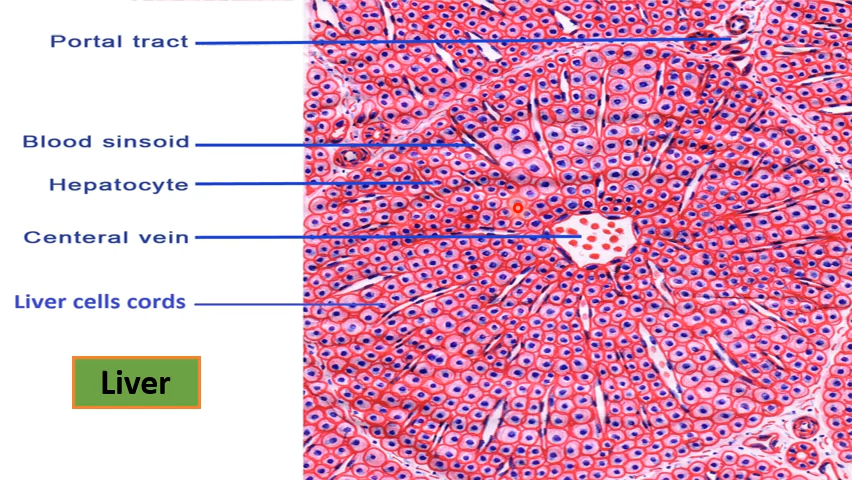 Portal tract
Blood sinsoid
Hepatocyte
Centeral vein
Liver cells cords
Liver